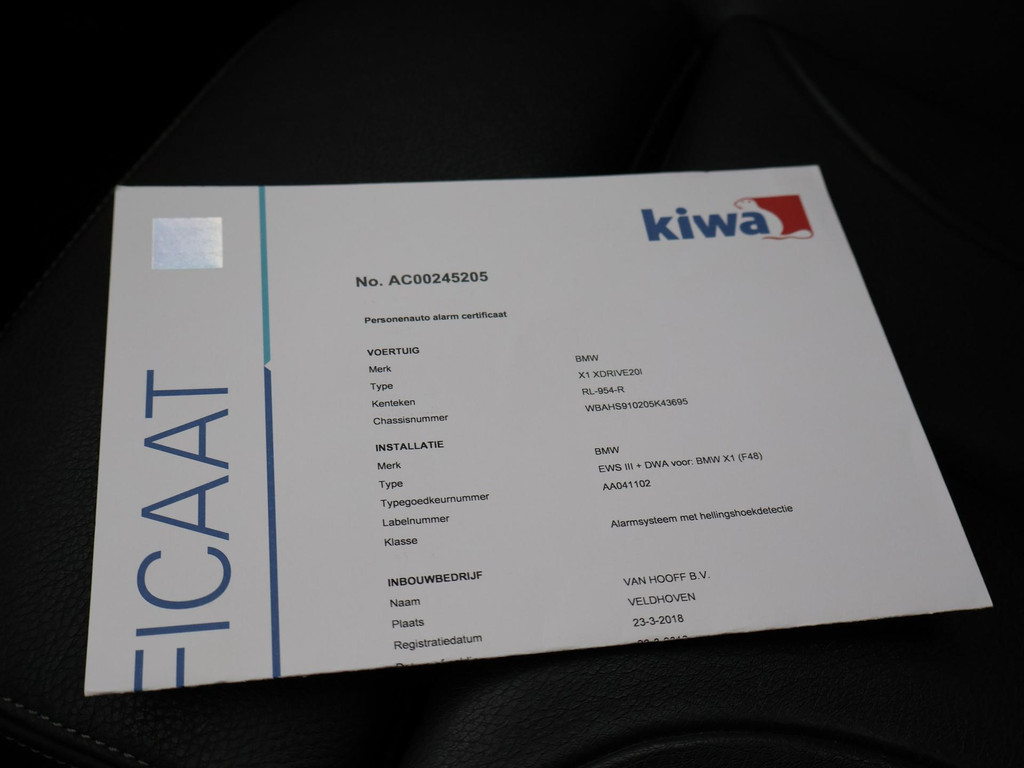 kiwa
No. AC00245205
Personenauto alarm certificaat
VOERTUIG
Merk BMW
Type X1 XDRIVE20I
Kenteken RL-954-R
Chassisnummer WBAHS910205K43695
INSTALLATIE
Merk BMW
Type EWS III + DWA voor: BMW X1 (F48)
Typegoedkeurnummer AA041102
Labelnummer
Klasse Alarmsysteem met hellingshoekdetectie
INBOUWBEDRIJF
Naam VAN HOOFF B.V.
Plaats VELDHOVEN
Registratiedatum 23-3-2018
FICAAT